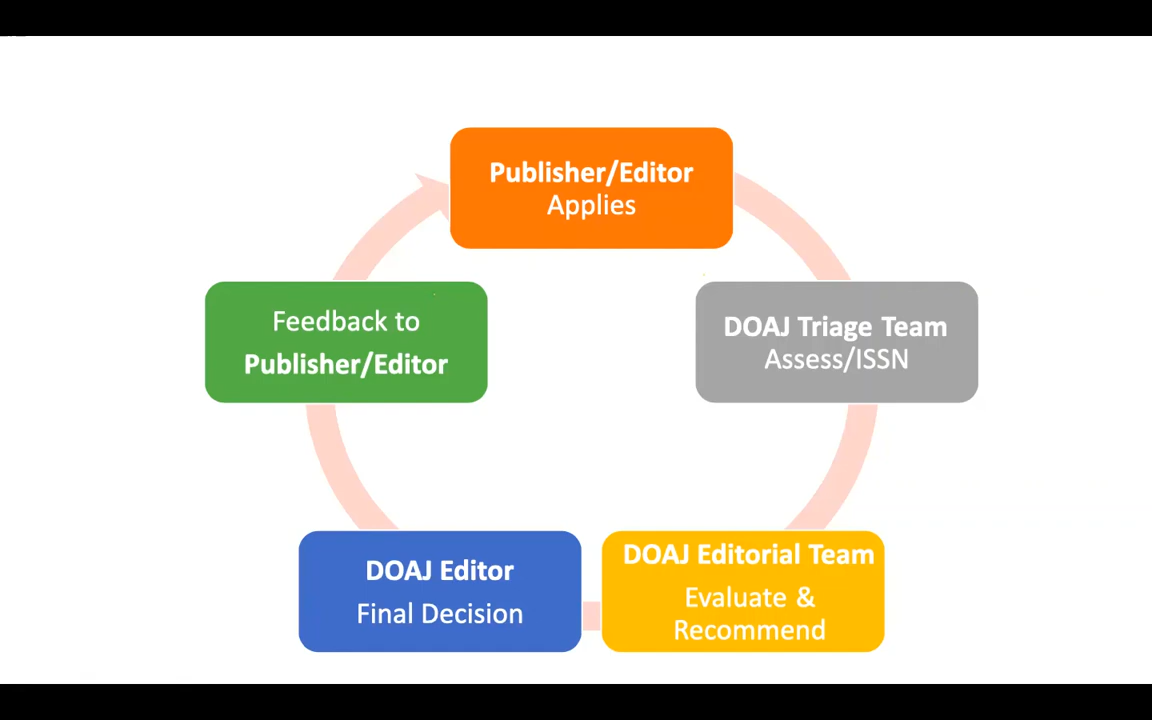 Publisher/Editor
Applies
DOAJ Triage Team
Assess/ISSN
DOAJ Editorial Team
Evaluate &
Recommend
DOAJ Editor
Final Decision
Feedback to
Publisher/Editor